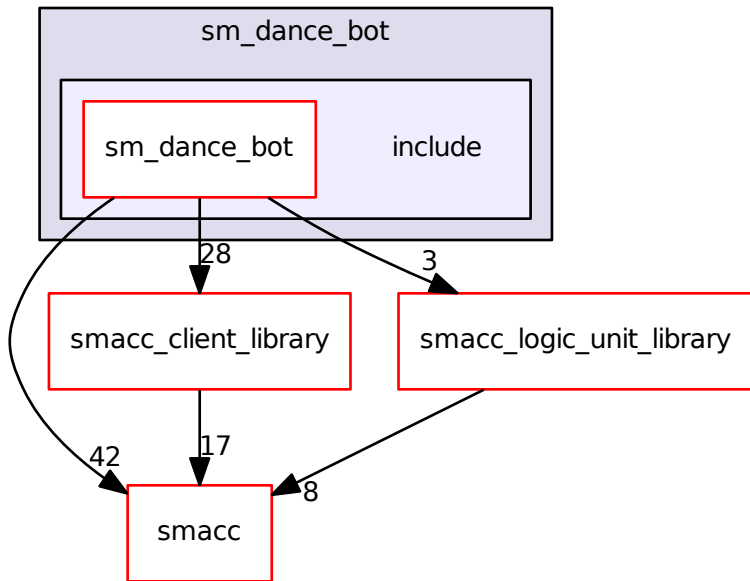 sm_dance_bot
sm_dance_bot
include
28
3
smacc_client_library
smacc_logic_unit_library
42
17
8
smacc